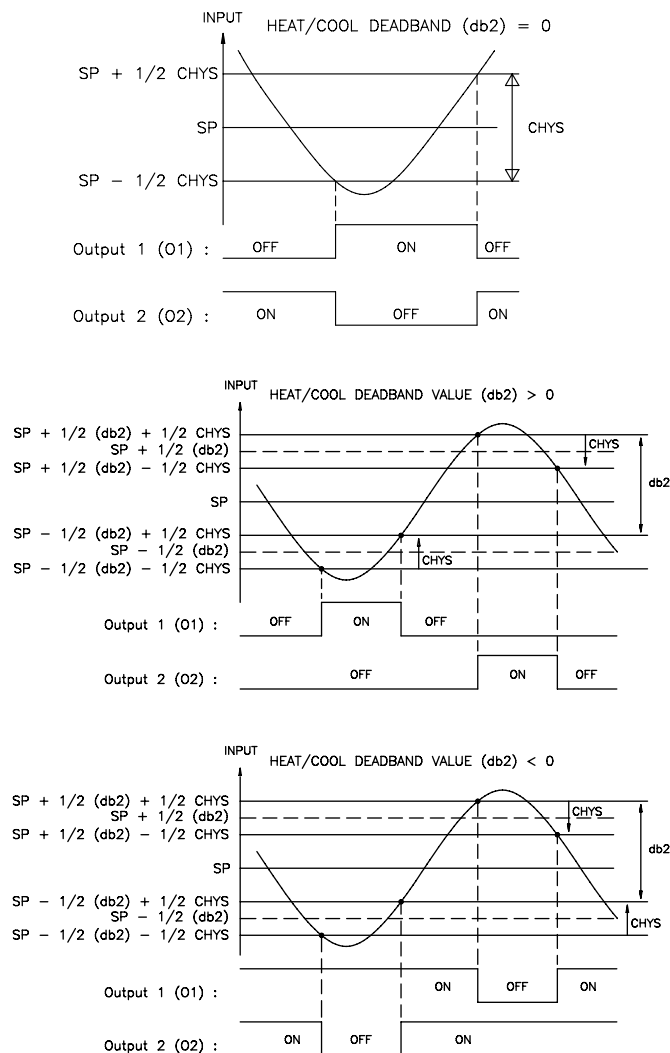 INPUT
HEAT/COOL DEADBAND (db2) = 0
SP + 1/2 CHYS
SP
CHYS
SP - 1/2 CHYS
Output 1 (O1) : OFF ON OFF
Output 2 (O2) : ON OFF ON
INPUT
HEAT/COOL DEADBAND VALUE (db2) > 0
SP + 1/2 (db2) + 1/2 CHYS
CHYS
SP + 1/2 (db2)
SP + 1/2 (db2) - 1/2 CHYS
db2
SP
SP - 1/2 (db2) + 1/2 CHYS
SP - 1/2 (db2)
CHYS
SP - 1/2 (db2) - 1/2 CHYS
Output 1 (O1) : OFF ON OFF
Output 2 (O2) : OFF ON OFF
INPUT
HEAT/COOL DEADBAND VALUE (db2) < 0
SP + 1/2 (db2) + 1/2 CHYS
CHYS
SP + 1/2 (db2)
SP + 1/2 (db2) - 1/2 CHYS
db2
SP
SP - 1/2 (db2) + 1/2 CHYS
SP - 1/2 (db2)
CHYS
SP - 1/2 (db2) - 1/2 CHYS
Output 1 (O1) : ON OFF ON
Output 2 (O2) : ON OFF ON